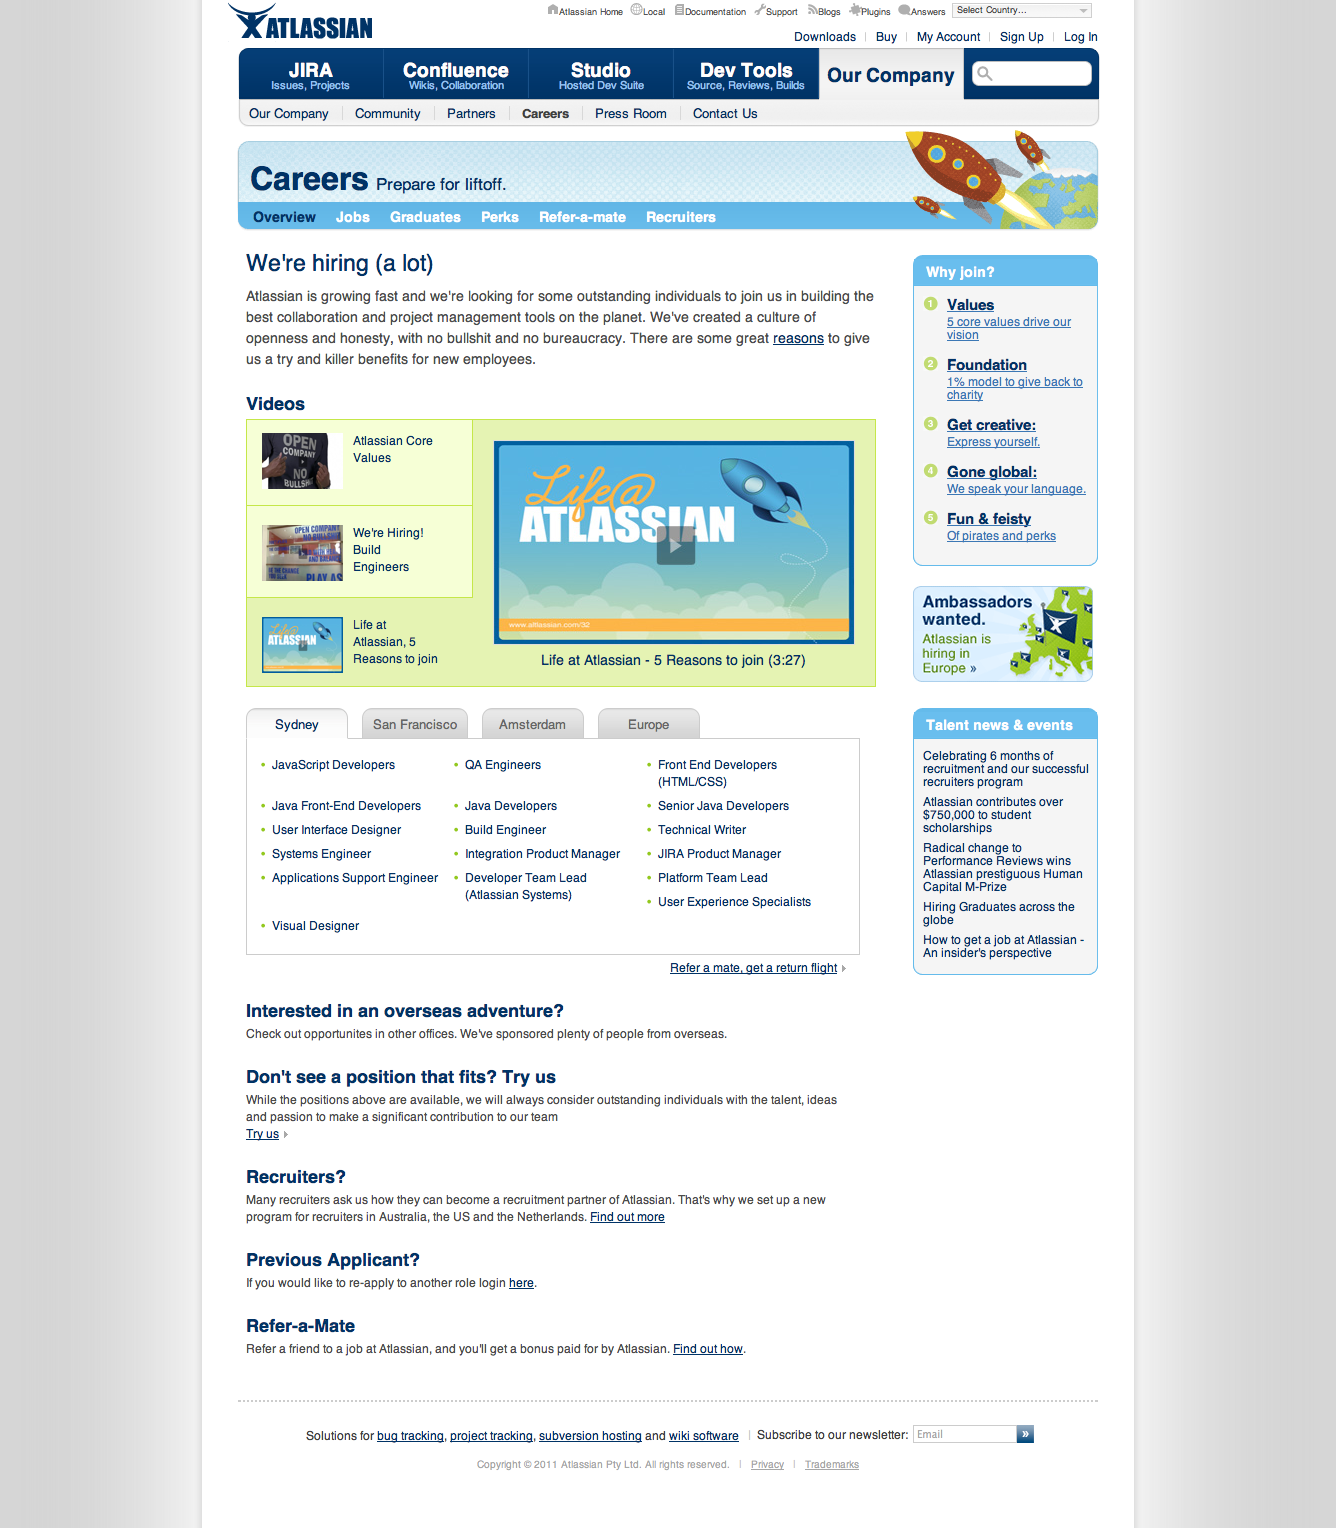 ATLASSIAN
Atlassian Home Local Documentation Support Blogs Plugins Answers Select Country...
Downloads Buy My Account Sign Up Log In
JIRA
Issues, Projects
Confluence
Wikis, Collaboration
Studio
Hosted Dev Suite
Dev Tools
Source, Reviews, Builds
Our Company
Our Company Community Partners Careers Press Room Contact Us
Careers Prepare for liftoff.
Overview Jobs Graduates Perks Refer-a-mate Recruiters
We're hiring (a lot)
Atlassian is growing fast and we're looking for some outstanding individuals to join us in building the
best collaboration and project management tools on the planet. We've created a culture of
openness and honesty, with no bullshit and no bureaucracy. There are some great reasons to give
us a try and killer benefits for new employees.
Videos
OPEN
COMPANY
NO
BULLSHI
Atlassian Core
Values
OPEN COMPANY
PLAY AS
We're Hiring!
Build
Engineers
Life@
ATLASSIAN
Life at
Atlassian, 5
Reasons to join
Life@
ATLASSIAN
www.atlassian.com/32
Life at Atlassian - 5 Reasons to join (3:27)
Sydney San Francisco Amsterdam Europe
JavaScript Developers
QA Engineers
Front End Developers
(HTML/CSS)
Java Front-End Developers
Java Developers
Senior Java Developers
User Interface Designer
Build Engineer
Technical Writer
Systems Engineer
Integration Product Manager
JIRA Product Manager
Applications Support Engineer
Developer Team Lead
(Atlassian Systems)
Platform Team Lead
User Experience Specialists
Visual Designer
Refer a mate, get a return flight
Interested in an overseas adventure?
Check out opportunites in other offices. We've sponsored plenty of people from overseas.
Don't see a position that fits? Try us
While the positions above are available, we will always consider outstanding individuals with the talent, ideas
and passion to make a significant contribution to our team
Try us
Recruiters?
Many recruiters ask us how they can become a recruitment partner of Atlassian. That's why we set up a new
program for recruiters in Australia, the US and the Netherlands. Find out more
Previous Applicant?
If you would like to re-apply to another role login here.
Refer-a-Mate
Refer a friend to a job at Atlassian, and you'll get a bonus paid for by Atlassian. Find out how.
Why join?
1 Values
5 core values drive our
vision
2 Foundation
1% model to give back to
charity
3 Get creative:
Express yourself.
4 Gone global:
We speak your language.
5 Fun & feisty
Of pirates and perks
Ambassadors
wanted.
Atlassian is
hiring in
Europe »
Talent news & events
Celebrating 6 months of
recruitment and our successful
recruiters program
Atlassian contributes over
$750,000 to student
scholarships
Radical change to
Performance Reviews wins
Atlassian prestiguous Human
Capital M-Prize
Hiring Graduates across the
globe
How to get a job at Atlassian -
An insider's perspective
Solutions for bug tracking, project tracking, subversion hosting and wiki software Subscribe to our newsletter: Email »
Copyright © 2011 Atlassian Pty Ltd. All rights reserved. Privacy Trademarks